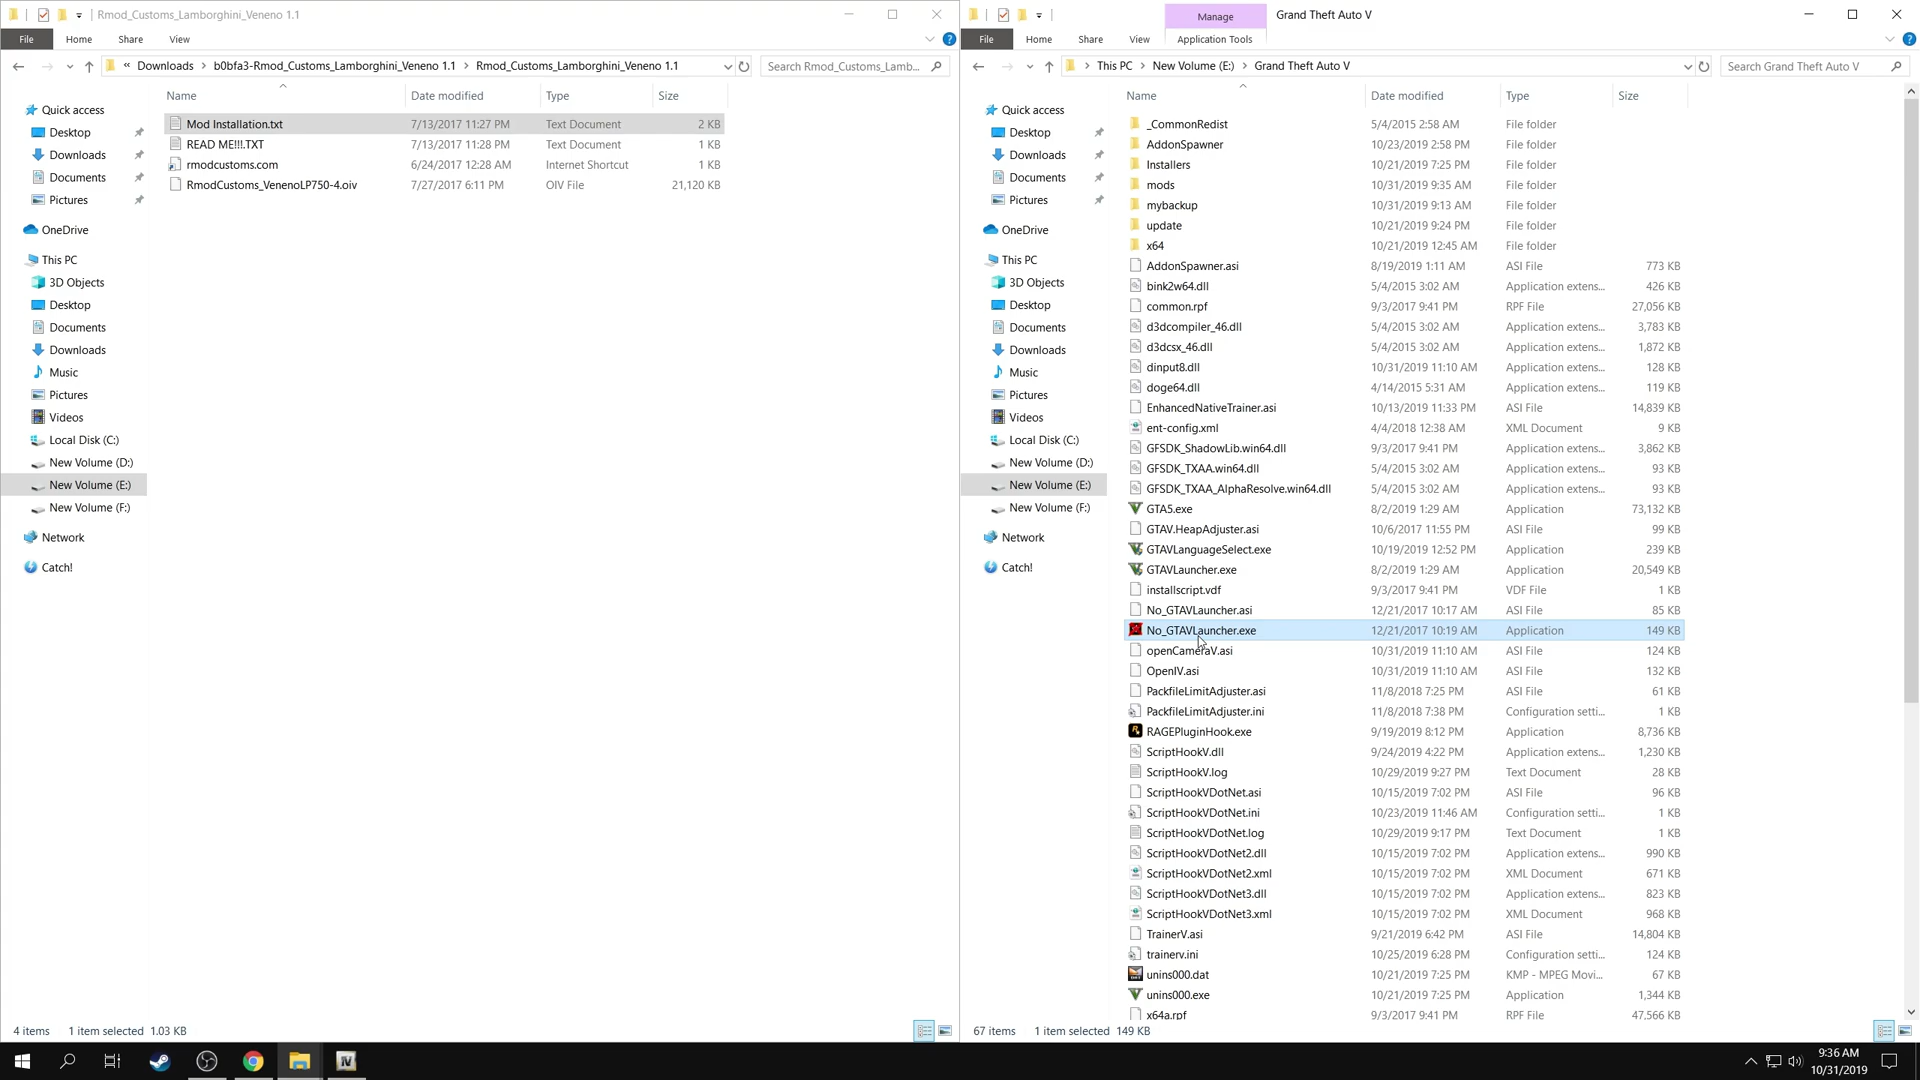 Rmod_Customs_Lamborghini_Veneno 1.1
File Home Share View
« Downloads > b0bfa3-Rmod_Customs_Lamborghini_Veneno 1.1 > Rmod_Customs_Lamborghini_Veneno 1.1
Search Rmod_Customs_Lamb...
Quick access
Desktop
Downloads
Documents
Pictures
OneDrive
This PC
3D Objects
Desktop
Documents
Downloads
Music
Pictures
Videos
Local Disk (C:)
New Volume (D:)
New Volume (E:)
New Volume (F:)
Network
Catch!
Name Date modified Type Size
Mod Installation.txt 7/13/2017 11:27 PM Text Document 2 KB
READ ME!!!.TXT 7/13/2017 11:28 PM Text Document 1 KB
rmodcustoms.com 6/24/2017 12:28 AM Internet Shortcut 1 KB
RmodCustoms_VenenoLP750-4.oiv 7/27/2017 6:11 PM OIV File 21,120 KB
4 items 1 item selected 1.03 KB
Manage Grand Theft Auto V
File Home Share View Application Tools
> This PC > New Volume (E:) > Grand Theft Auto V
Search Grand Theft Auto V
Quick access
Desktop
Downloads
Documents
Pictures
OneDrive
This PC
3D Objects
Desktop
Documents
Downloads
Music
Pictures
Videos
Local Disk (C:)
New Volume (D:)
New Volume (E:)
New Volume (F:)
Network
Catch!
Name Date modified Type Size
_CommonRedist 5/4/2015 2:58 AM File folder
AddonSpawner 10/23/2019 2:58 PM File folder
Installers 10/21/2019 7:25 PM File folder
mods 10/31/2019 9:35 AM File folder
mybackup 10/31/2019 9:13 AM File folder
update 10/21/2019 9:24 PM File folder
x64 10/21/2019 12:45 AM File folder
AddonSpawner.asi 8/19/2019 1:11 AM ASI File 773 KB
bink2w64.dll 5/4/2015 3:02 AM Application extens... 426 KB
common.rpf 9/3/2017 9:41 PM RPF File 27,056 KB
d3dcompiler_46.dll 5/4/2015 3:02 AM Application extens... 3,783 KB
d3dcsx_46.dll 5/4/2015 3:02 AM Application extens... 1,872 KB
dinput8.dll 10/31/2019 11:10 AM Application extens... 128 KB
doge64.dll 4/14/2015 5:31 AM Application extens... 119 KB
EnhancedNativeTrainer.asi 10/13/2019 11:33 PM ASI File 14,839 KB
ent-config.xml 4/4/2018 12:38 AM XML Document 9 KB
GFSDK_ShadowLib.win64.dll 9/3/2017 9:41 PM Application extens... 3,862 KB
GFSDK_TXAA.win64.dll 5/4/2015 3:02 AM Application extens... 93 KB
GFSDK_TXAA_AlphaResolve.win64.dll 5/4/2015 3:02 AM Application extens... 93 KB
GTA5.exe 8/2/2019 1:29 AM Application 73,132 KB
GTAV.HeapAdjuster.asi 10/6/2017 11:55 PM ASI File 99 KB
GTAVLanguageSelect.exe 10/19/2019 12:52 PM Application 239 KB
GTAVLauncher.exe 8/2/2019 1:29 AM Application 20,549 KB
installscript.vdf 9/3/2017 9:41 PM VDF File 1 KB
No_GTAVLauncher.asi 12/21/2017 10:17 AM ASI File 85 KB
No_GTAVLauncher.exe 12/21/2017 10:19 AM Application 149 KB
openCameraV.asi 10/31/2019 11:10 AM ASI File 124 KB
OpenIV.asi 10/31/2019 11:10 AM ASI File 132 KB
PackfileLimitAdjuster.asi 11/8/2018 7:25 PM ASI File 61 KB
PackfileLimitAdjuster.ini 11/8/2018 7:38 PM Configuration setti... 1 KB
RAGEPluginHook.exe 9/19/2019 8:12 PM Application 8,736 KB
ScriptHookV.dll 9/24/2019 4:22 PM Application extens... 1,230 KB
ScriptHookV.log 10/29/2019 9:27 PM Text Document 28 KB
ScriptHookVDotNet.asi 10/15/2019 7:02 PM ASI File 96 KB
ScriptHookVDotNet.ini 10/23/2019 11:46 AM Configuration setti... 1 KB
ScriptHookVDotNet.log 10/29/2019 9:17 PM Text Document 1 KB
ScriptHookVDotNet2.dll 10/15/2019 7:02 PM Application extens... 990 KB
ScriptHookVDotNet2.xml 10/15/2019 7:02 PM XML Document 671 KB
ScriptHookVDotNet3.dll 10/15/2019 7:02 PM Application extens... 823 KB
ScriptHookVDotNet3.xml 10/15/2019 7:02 PM XML Document 968 KB
TrainerV.asi 9/21/2019 6:42 PM ASI File 14,804 KB
trainerv.ini 10/25/2019 6:28 PM Configuration setti... 124 KB
unins000.dat 10/21/2019 7:25 PM KMP - MPEG Movi... 67 KB
unins000.exe 10/21/2019 7:25 PM Application 1,344 KB
x64a.rpf 9/3/2017 9:41 PM RPF File 47,566 KB
67 items 1 item selected 149 KB
9:36 AM
10/31/2019